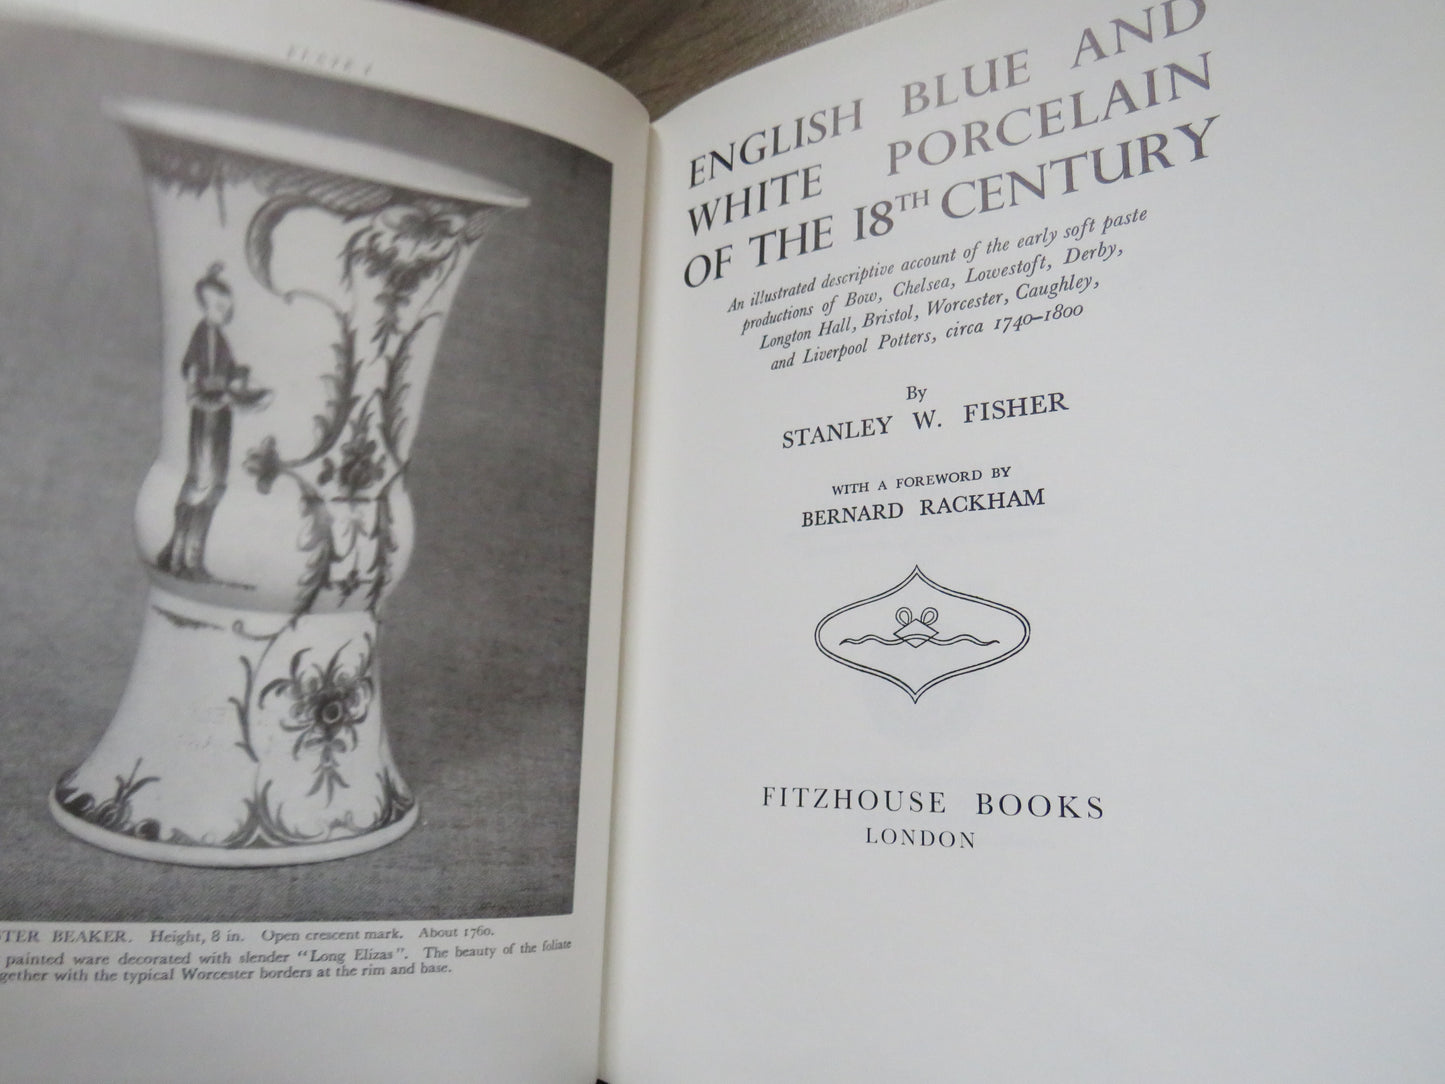 PLATE I
TER BEAKER. Height, 8 in. Open crescent mark. About 1760.
painted ware decorated with slender "Long Elizas". The beauty of the foliate
gether with the typical Worcester borders at the rim and base.
ENGLISH BLUE AND
WHITE PORCELAIN
OF THE 18TH CENTURY
An illustrated descriptive account of the early soft paste
productions of Bow, Chelsea, Lowestoft, Derby,
Longton Hall, Bristol, Worcester, Caughley,
and Liverpool Potters, circa 1740–1800
By
STANLEY W. FISHER
WITH A FOREWORD BY
BERNARD RACKHAM
FITZHOUSE BOOKS
LONDON